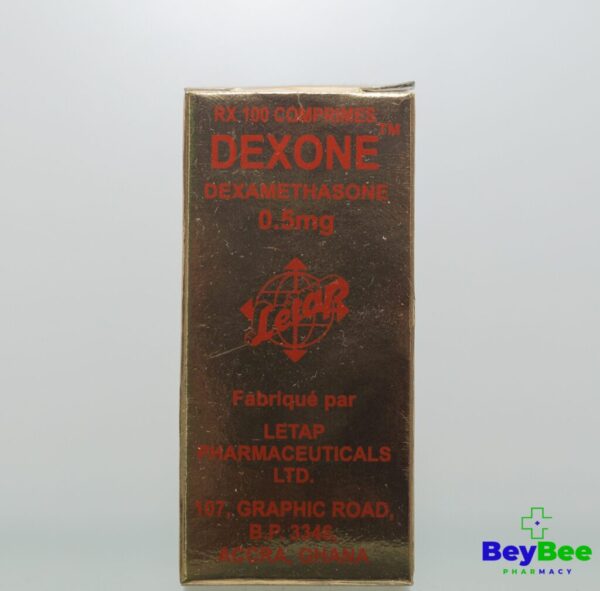 RX 100 COMPRIMES
DEXONE™
DEXAMETHASONE
0.5mg
Letap
Fabriqué par
LETAP
PHARMACEUTICALS
LTD.
107, GRAPHIC ROAD,
B.P. 3346,
ACCRA, GHANA
BeyBee
PHARMACY